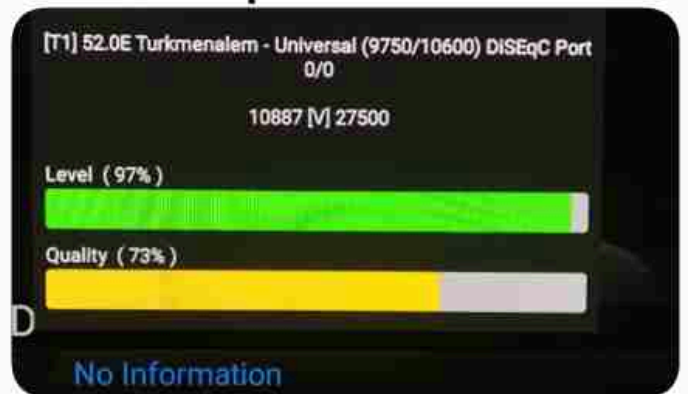 [T1] 52.0E Turkmenalem - Universal (9750/10600) DiSEqC Port
0/0
10887 [V] 27500
Level ( 97% )
Quality ( 73% )
D
No Information